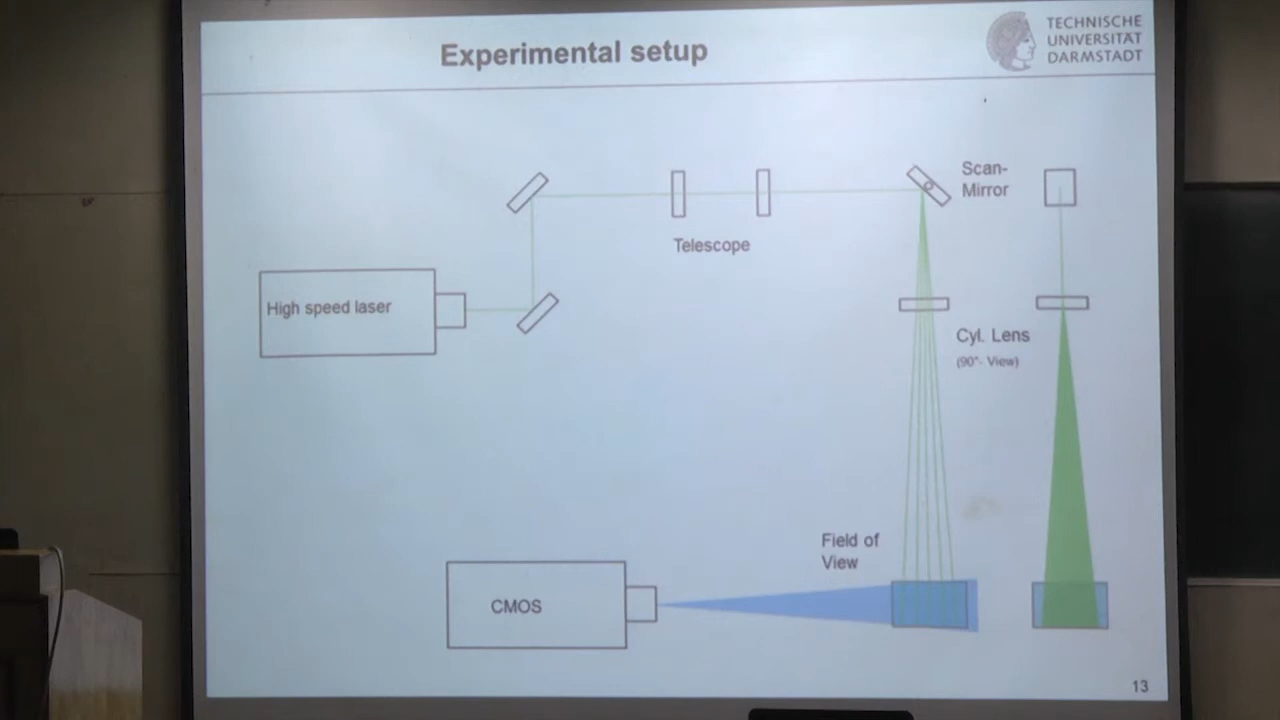 Experimental setup
TECHNISCHE
UNIVERSITÄT
DARMSTADT
Scan-
Mirror
Telescope
High speed laser
Cyl. Lens
(90°- View)
Field of
View
CMOS
13